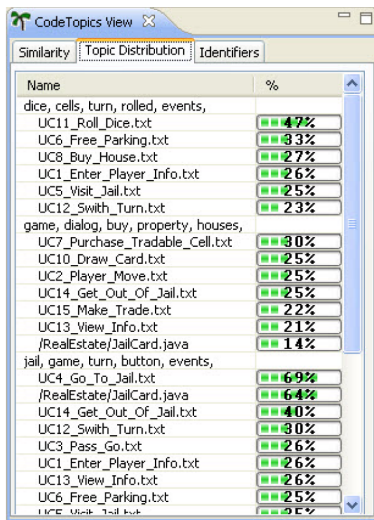 CodeTopics View
Similarity Topic Distribution Identifiers
Name %
dice, cells, turn, rolled, events,
UC11_Roll_Dice.txt 47%
UC6_Free_Parking.txt 33%
UC8_Buy_House.txt 27%
UC1_Enter_Player_Info.txt 26%
UC5_Visit_Jail.txt 25%
UC12_Swith_Turn.txt 23%
game, dialog, buy, property, houses,
UC7_Purchase_Tradable_Cell.txt 30%
UC10_Draw_Card.txt 25%
UC2_Player_Move.txt 25%
UC14_Get_Out_Of_Jail.txt 25%
UC15_Make_Trade.txt 22%
UC13_View_Info.txt 21%
/RealEstate/JailCard.java 14%
jail, game, turn, button, events,
UC4_Go_To_Jail.txt 69%
/RealEstate/JailCard.java 64%
UC14_Get_Out_Of_Jail.txt 40%
UC12_Swith_Turn.txt 30%
UC3_Pass_Go.txt 26%
UC1_Enter_Player_Info.txt 26%
UC13_View_Info.txt 26%
UC6_Free_Parking.txt 25%
UC5_Visit_Jail.txt 25%